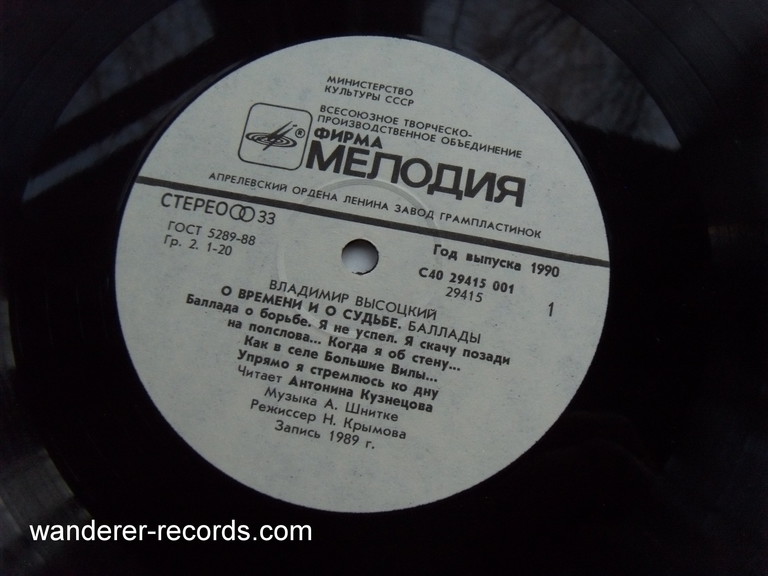 МИНИСТЕРСТВО
КУЛЬТУРЫ СССР
ВСЕСОЮЗНОЕ ТВОРЧЕСКО-
ПРОИЗВОДСТВЕННОЕ ОБЪЕДИНЕНИЕ
®
ФИРМА
МЕЛОДИЯ
АПРЕЛЕВСКИЙ ОРДЕНА ЛЕНИНА ЗАВОД ГРАМПЛАСТИНОК
СТЕРЕО 33
ГОСТ 5289-88
Гр. 2. 1-20
Год выпуска 1990
С40 29415 001
29415
1
ВЛАДИМИР ВЫСОЦКИЙ
О ВРЕМЕНИ И О СУДЬБЕ. БАЛЛАДЫ
Баллада о борьбе. Я не успел. Я скачу позади
на полслова... Когда я об стену...
Как в селе Большие Вилы...
Упрямо я стремлюсь ко дну
Читает Антонина Кузнецова
Музыка А. Шнитке
Режиссер Н. Крымова
Запись 1989 г.
wanderer-records.com